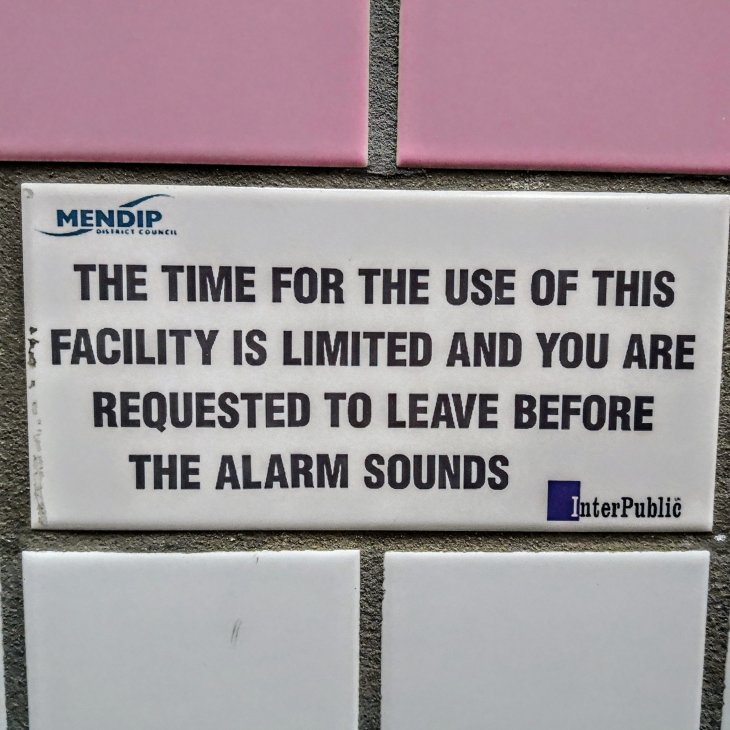 MENDIP
DISTRICT COUNCIL
THE TIME FOR THE USE OF THIS
FACILITY IS LIMITED AND YOU ARE
REQUESTED TO LEAVE BEFORE
THE ALARM SOUNDS
InterPublic